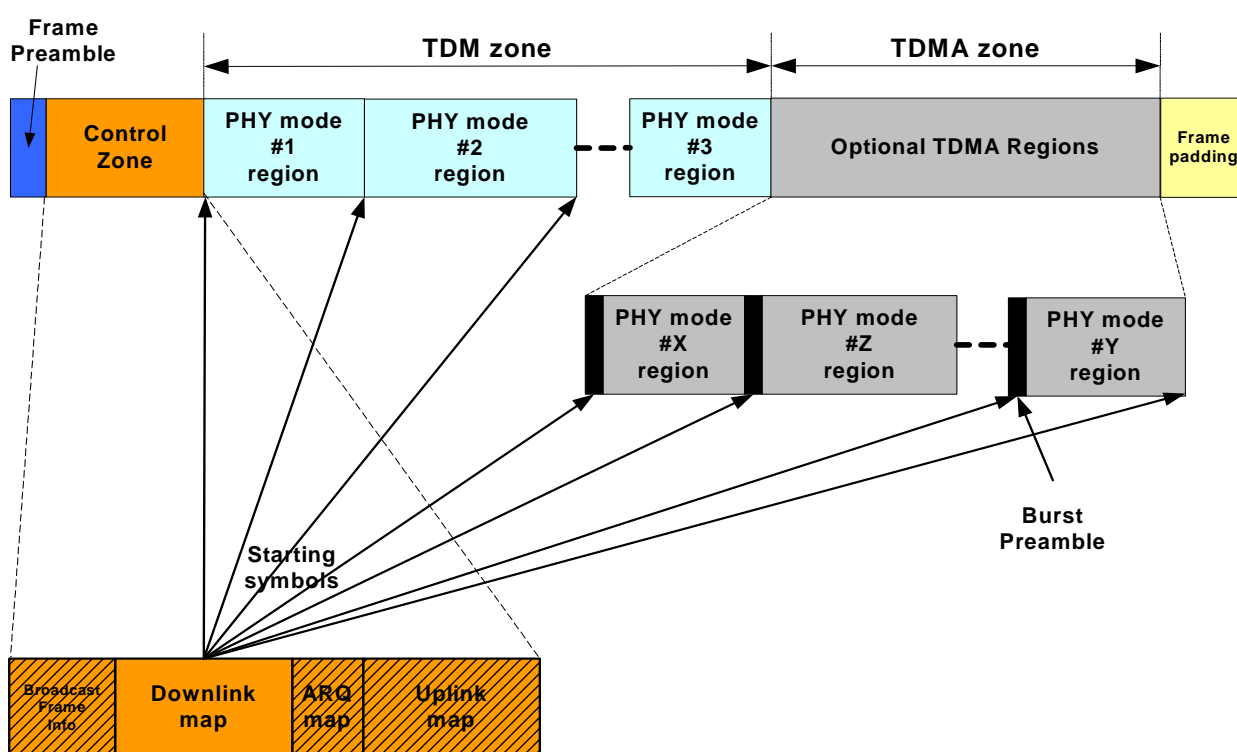 Frame
Preamble
TDM zone
TDMA zone
Control
Zone
PHY mode
#1
region
PHY mode
#2
region
PHY mode
#3
region
Optional TDMA Regions
Frame
padding
PHY mode
#X
region
PHY mode
#Z
region
PHY mode
#Y
region
Burst
Preamble
Starting
symbols
Broadcast
Frame
Info
Downlink
map
ARQ
map
Uplink
map